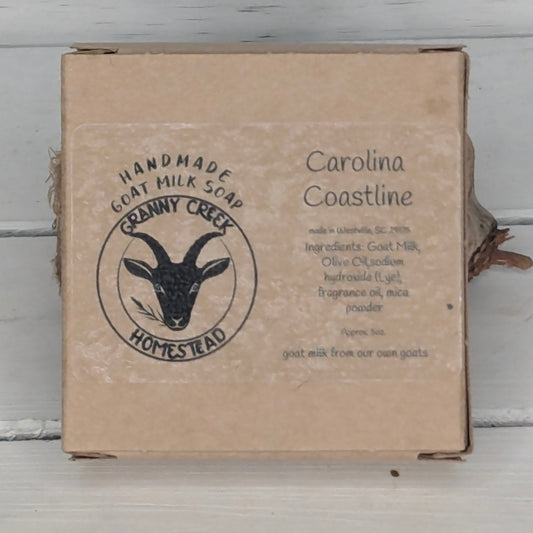 HANDMADE
GOAT MILK SOAP
GRANNY CREEK
HOMESTEAD
Carolina
Coastline
made in Westville, SC
Ingredients: Goat Milk,
Olive Oil,sodium
hydroxide (Lye),
fragrance oil, mica
powder
Approx. 5oz.
goat milk from our own goats